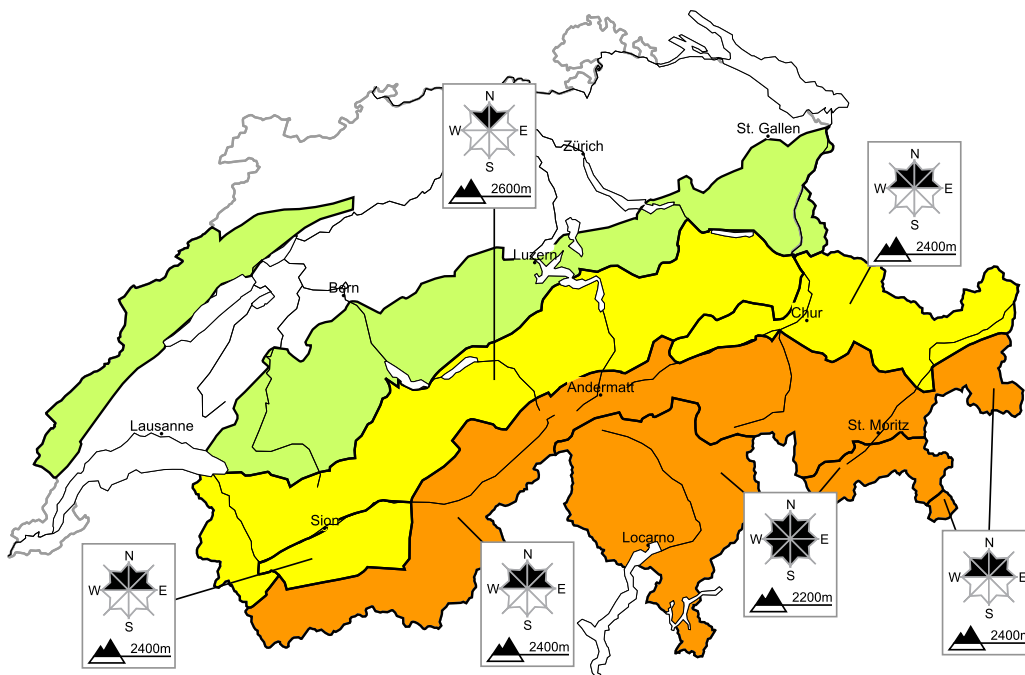 N
W E
S
2600m
St. Gallen
Zürich
N
W E
S
2400m
Luzern
Bern
Chur
Andermatt
St. Moritz
Lausanne
Sion
Locarno
N
W E
S
2200m
N
W E
S
2400m
N
W E
S
2400m
N
W E
S
2400m